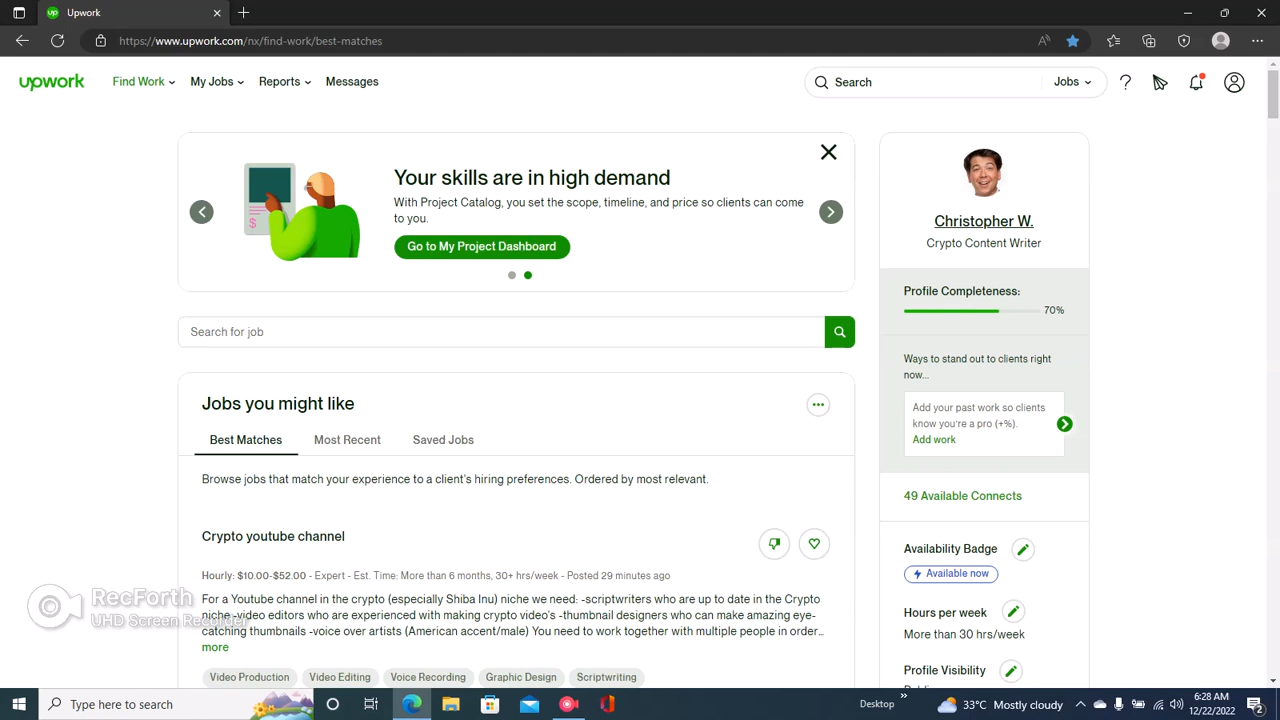 Upwork
https://www.upwork.com/nx/find-work/best-matches
upwork
Find Work
My Jobs
Reports
Messages
Search
Jobs
?
Your skills are in high demand
With Project Catalog, you set the scope, timeline, and price so clients can come
to you.
Go to My Project Dashboard
Search for job
Jobs you might like
Best Matches
Most Recent
Saved Jobs
Browse jobs that match your experience to a client's hiring preferences. Ordered by most relevant.
Crypto youtube channel
Hourly: $10.00-$52.00 - Expert - Est. Time: More than 6 months, 30+ hrs/week - Posted 29 minutes ago
For a Youtube channel in the crypto (especially Shiba Inu) niche we need: -scriptwriters who are up to date in the Crypto
niche -video editors who are experienced with making crypto video's -thumbnail designers who can make amazing eye-
catching thumbnails -voice over artists (American accent/male) You need to work together with multiple people in order...
more
Video Production
Video Editing
Voice Recording
Graphic Design
Scriptwriting
Christopher W.
Crypto Content Writer
Profile Completeness:
70%
Ways to stand out to clients right
now...
Add your past work so clients
know you're a pro (+%).
Add work
49 Available Connects
Availability Badge
Available now
Hours per week
More than 30 hrs/week
Profile Visibility
RecForth
UHD Screen Recorder
Type here to search
Desktop
33°C Mostly cloudy
6:28 AM
12/22/2022
2